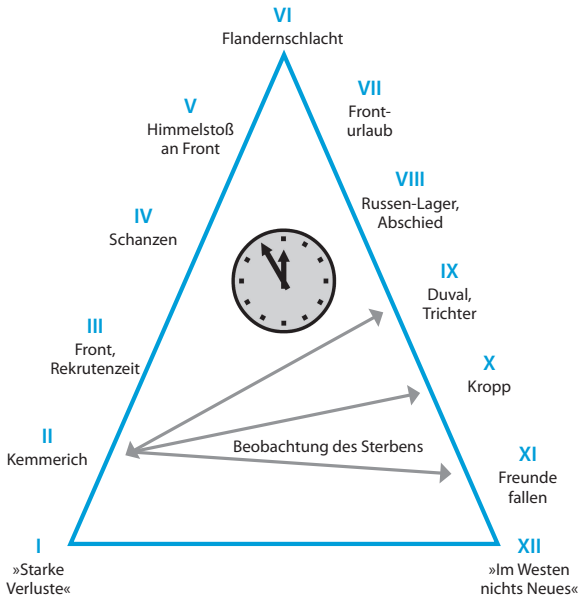 VI
Flandernschlacht
V
Himmelstoß
an Front
IV
Schanzen
III
Front,
Rekrutenzeit
II
Kemmerich
I
»Starke
Verluste«
VII
Front-
urlaub
VIII
Russen-Lager,
Abschied
IX
Duval,
Trichter
X
Kropp
XI
Freunde
fallen
XII
»Im Westen
nichts Neues«
Beobachtung des Sterbens